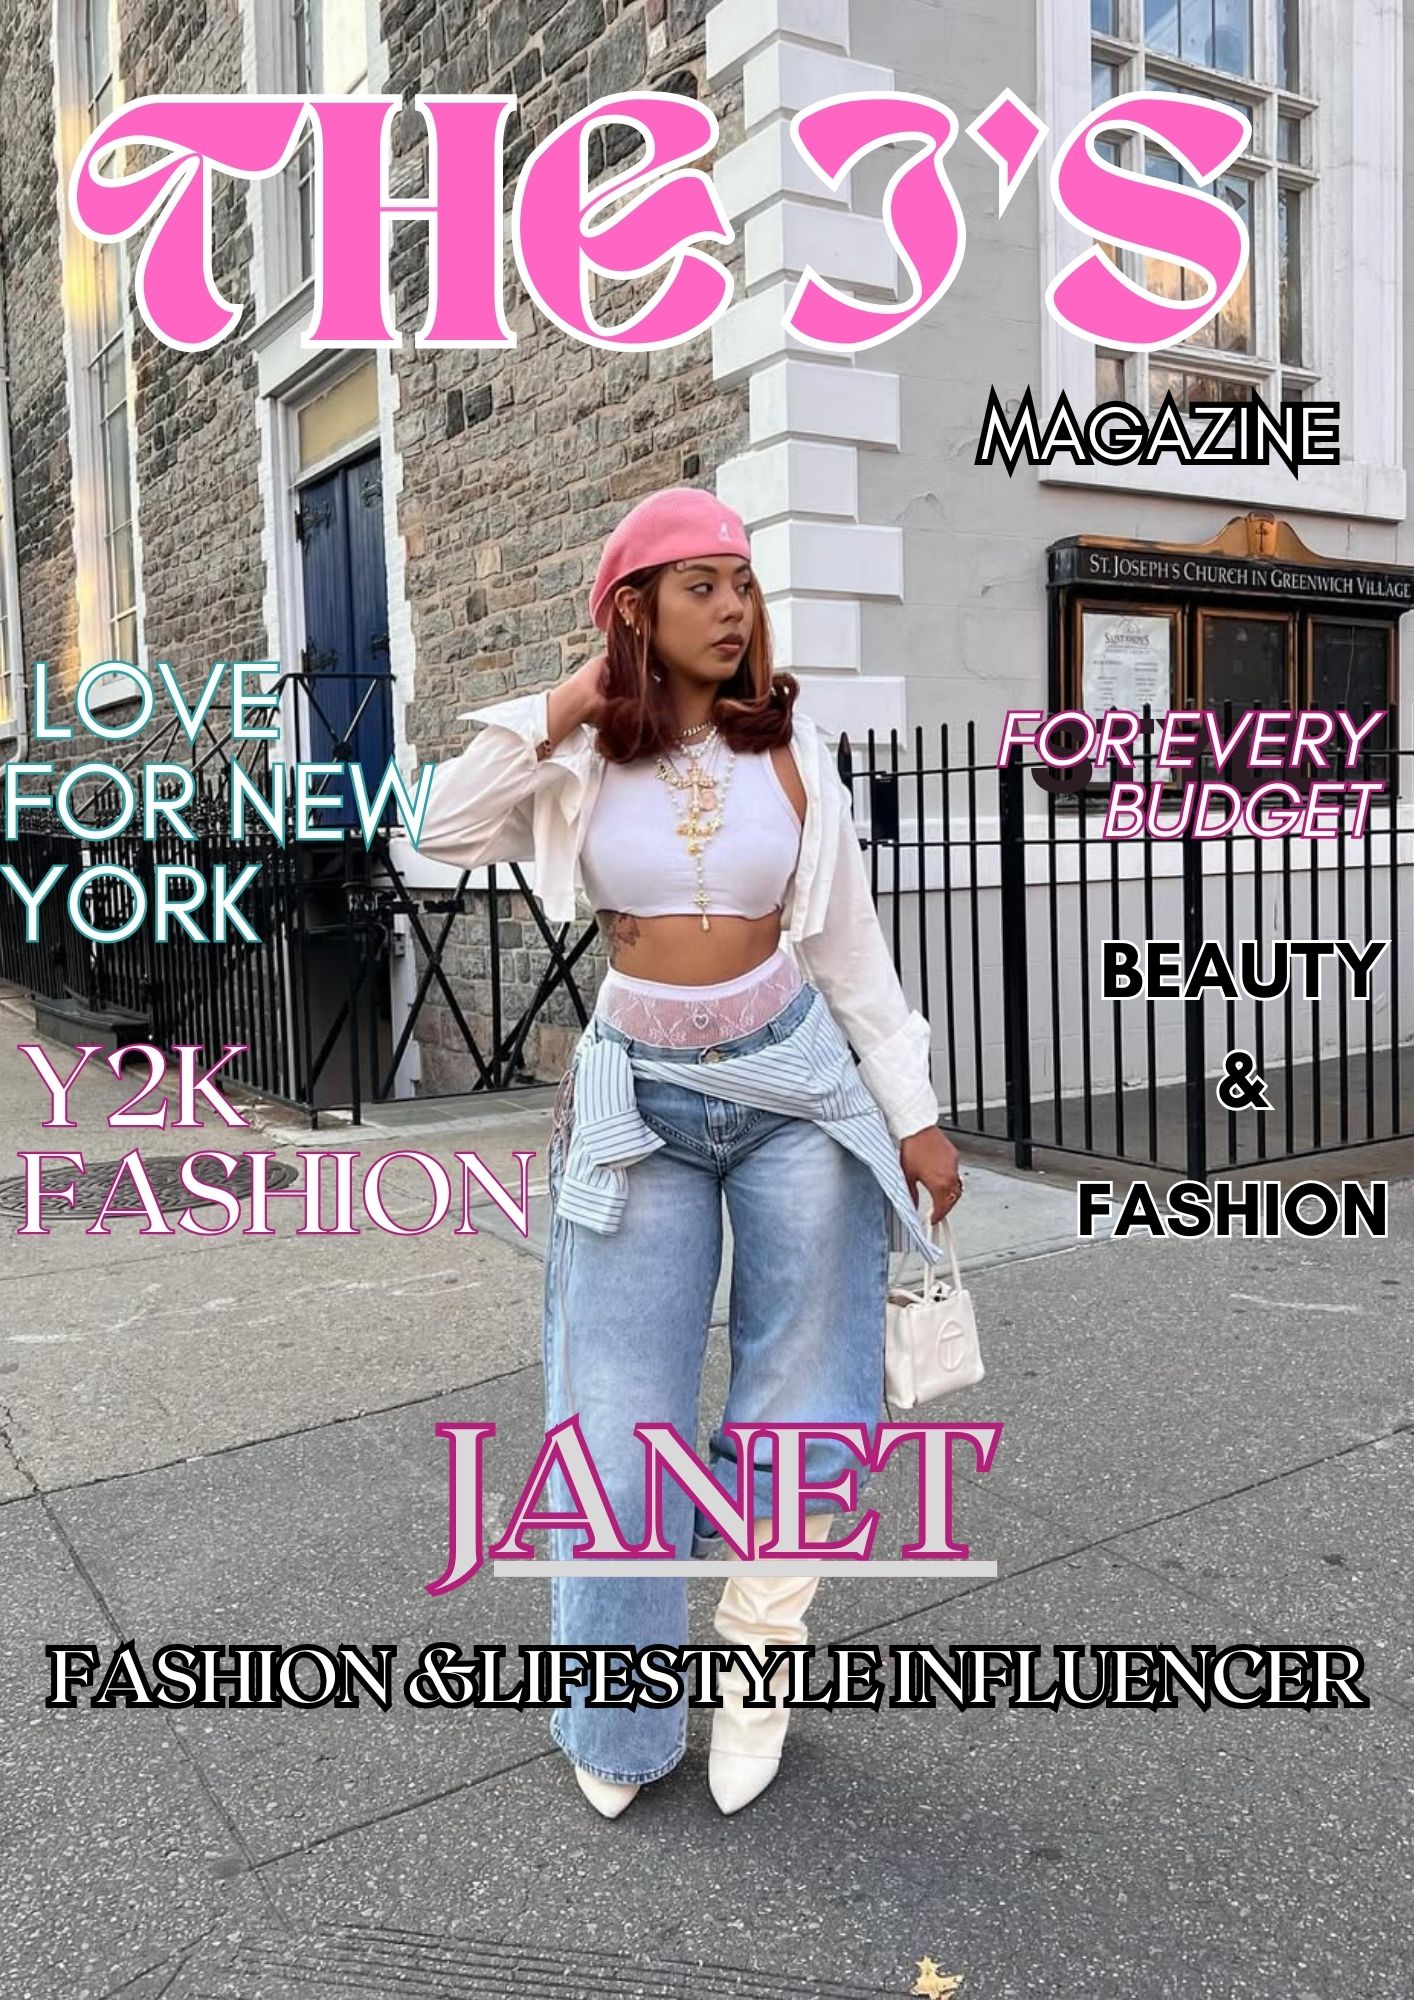 THE J'S
MAGAZINE
ST. JOSEPH'S CHURCH IN GREENWICH VILLAGE
LOVE
FOR NEW
YORK
FOR EVERY
BUDGET
BEAUTY
&
FASHION
Y2K
FASHION
JANET
FASHION &LIFESTYLE INFLUENCER